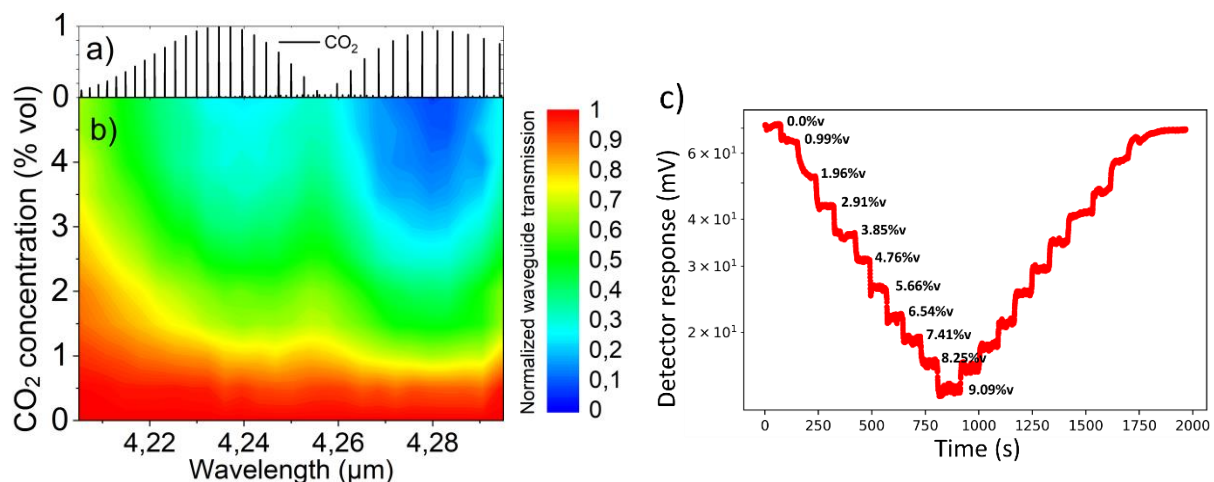 a)
CO₂
1
0
CO₂ concentration (% vol)
b)
4
3
2
1
0
4,22
4,24
4,26
4,28
Wavelength (µm)
Normalized waveguide transmission
1
0,9
0,8
0,7
0,6
0,5
0,4
0,3
0,2
0,1
0
c)
Detector response (mV)
6 × 10¹
4 × 10¹
3 × 10¹
2 × 10¹
0.0%v
0.99%v
1.96%v
2.91%v
3.85%v
4.76%v
5.66%v
6.54%v
7.41%v
8.25%v
9.09%v
0 250 500 750 1000 1250 1500 1750 2000
Time (s)